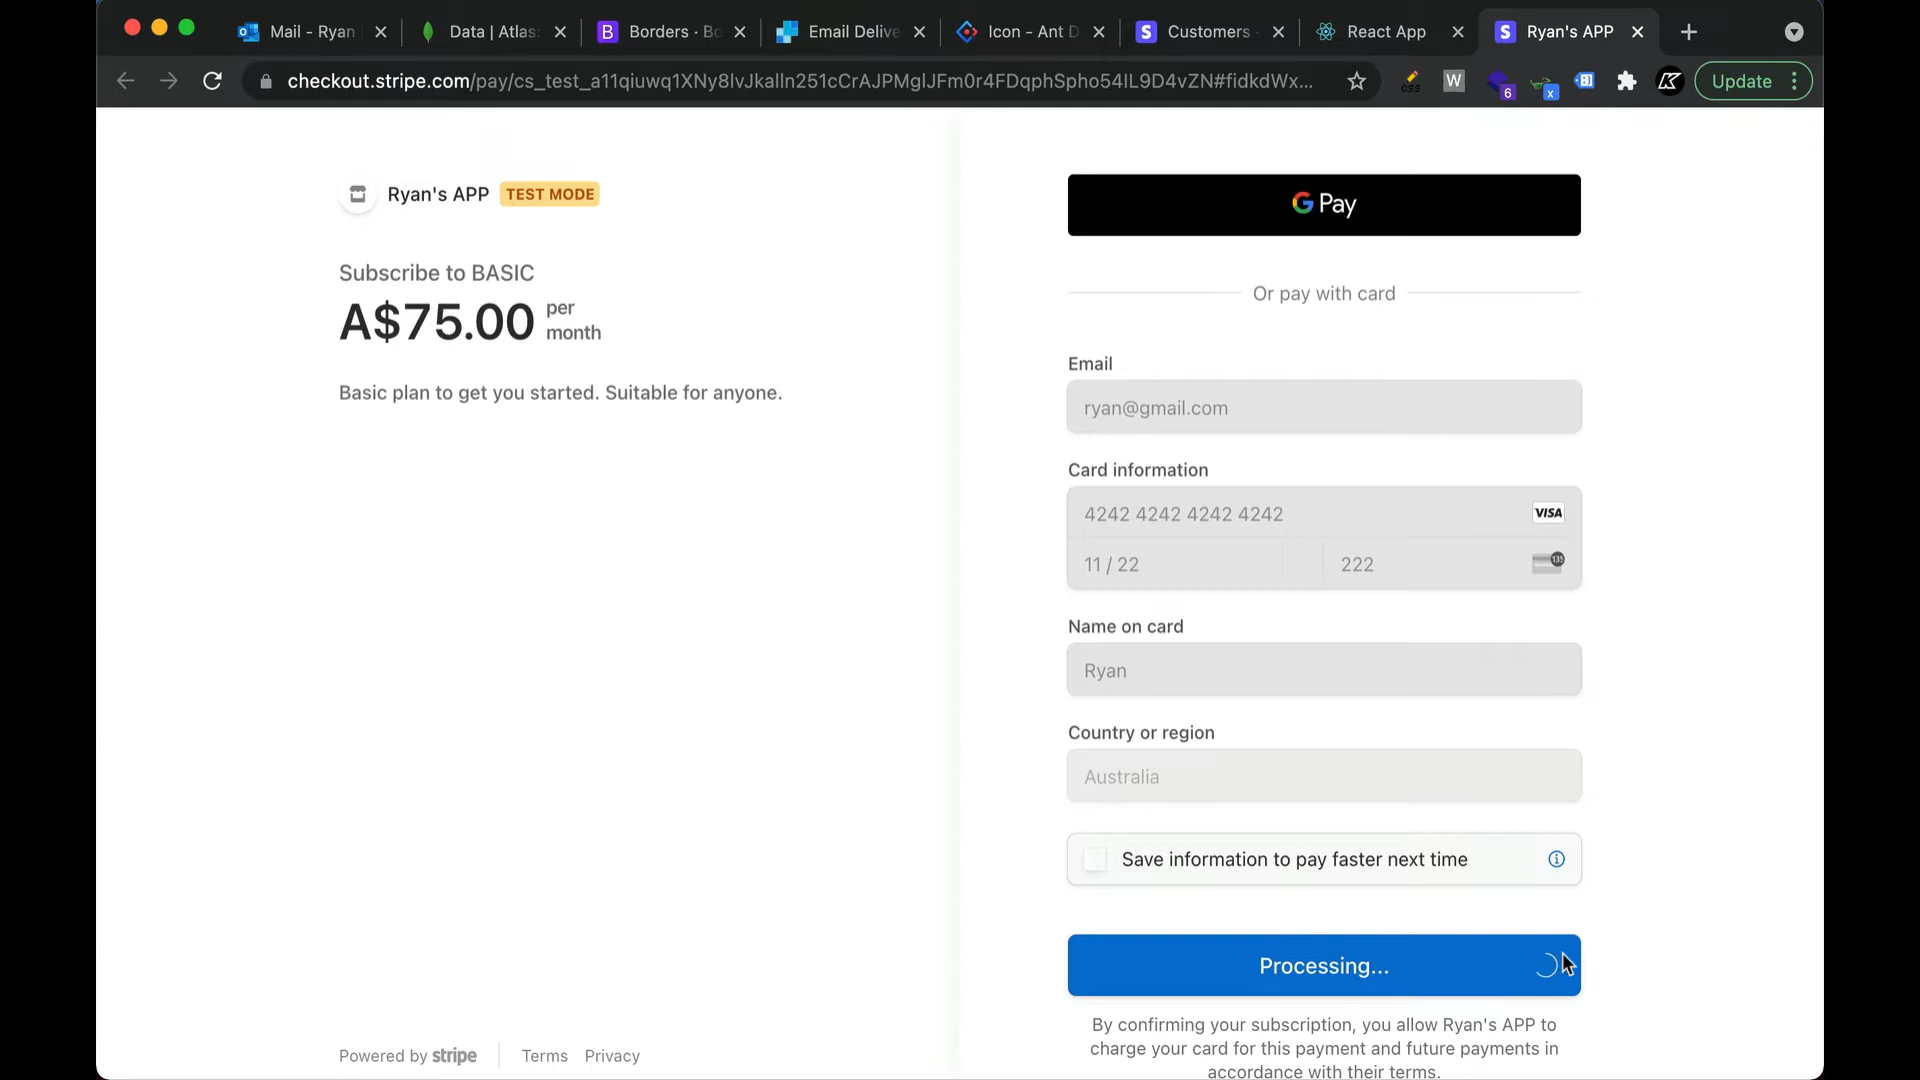 Mail - Ryan
Data | Atlas:
Borders · Bo
Email Delive
Icon - Ant D
Customers
React App
Ryan's APP
checkout.stripe.com/pay/cs_test_a11qiuwq1XNy8lvJkalln251cCrAJPMglJFm0r4FDqphSpho54IL9D4vZN#fidkdWx...
OSS
W
6
x
Update
Ryan's APP
TEST MODE
Subscribe to BASIC
A$75.00 per
month
Basic plan to get you started. Suitable for anyone.
Powered by stripe
Terms
Privacy
G Pay
Or pay with card
Email
ryan@gmail.com
Card information
4242 4242 4242 4242
VISA
11 / 22
222
135
Name on card
Ryan
Country or region
Australia
Save information to pay faster next time
Processing...
By confirming your subscription, you allow Ryan's APP to
charge your card for this payment and future payments in
accordance with their terms.